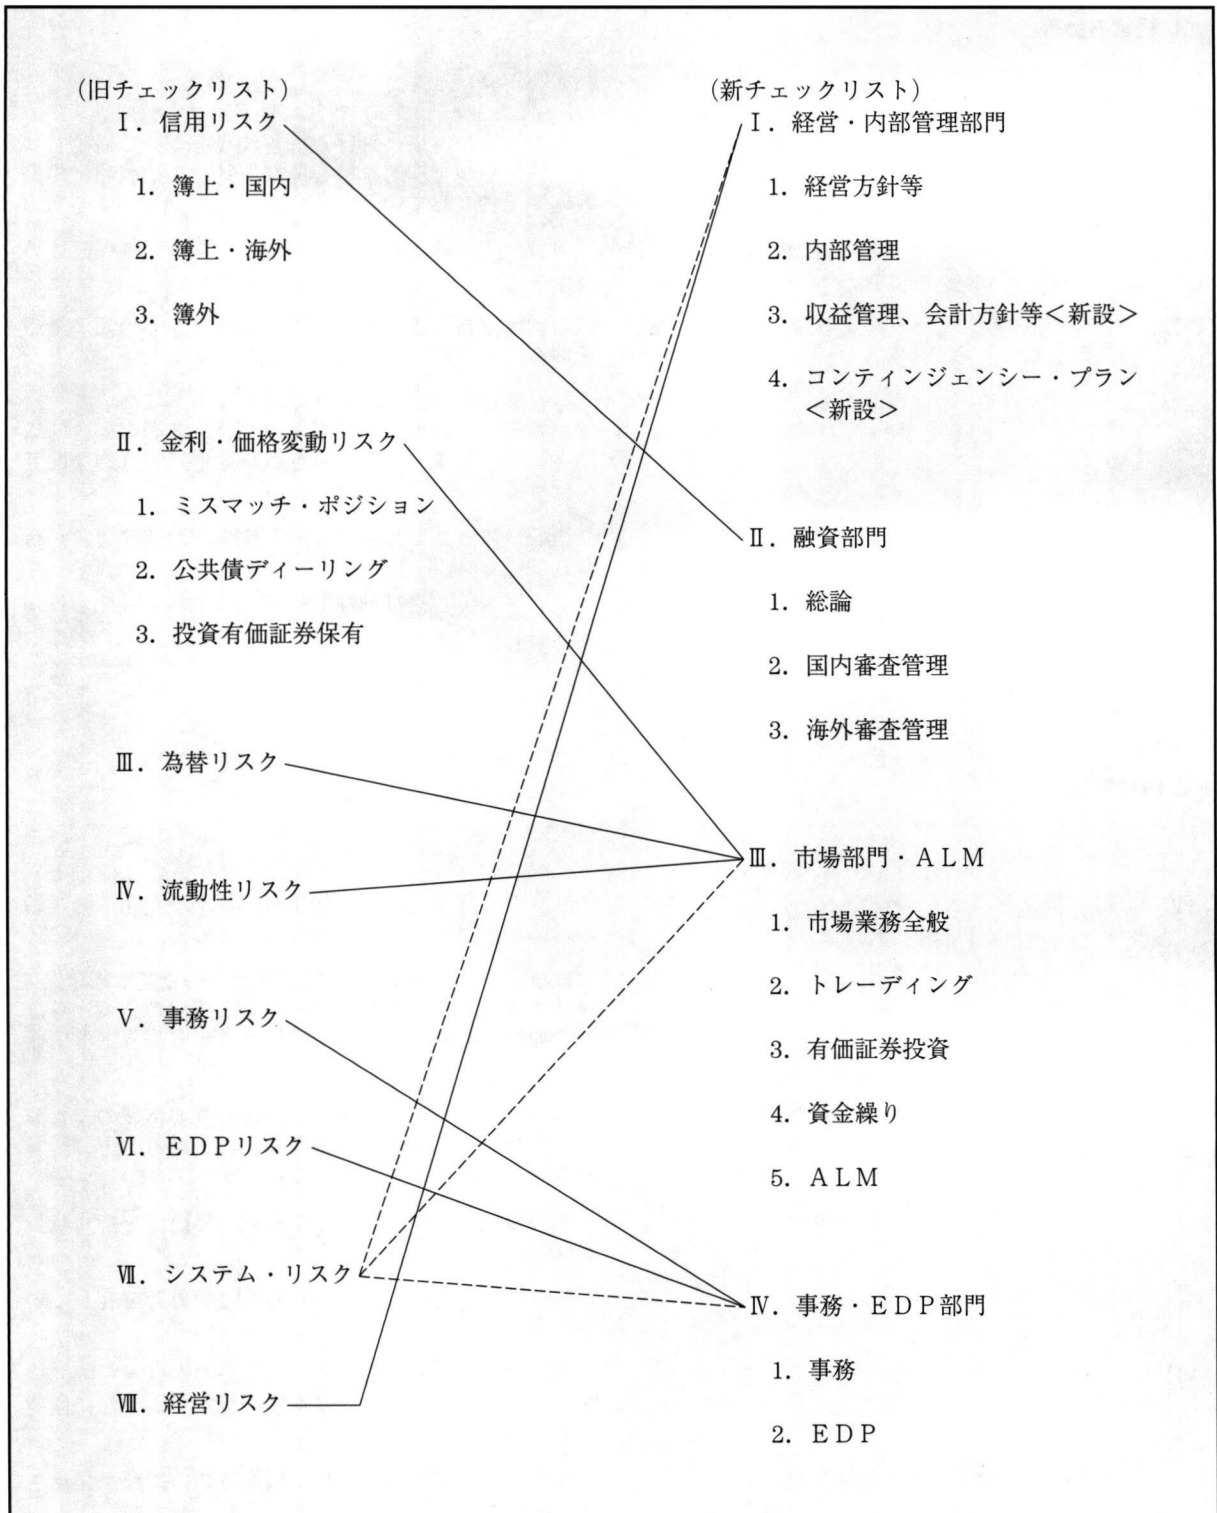 (旧チェックリスト)
Ⅰ．信用リスク
1．簿上・国内
2．簿上・海外
3．簿外
Ⅱ．金利・価格変動リスク
1．ミスマッチ・ポジション
2．公共債ディーリング
3．投資有価証券保有
Ⅲ．為替リスク
Ⅳ．流動性リスク
Ⅴ．事務リスク
Ⅵ．ＥＤＰリスク
Ⅶ．システム・リスク
Ⅷ．経営リスク
(新チェックリスト)
Ⅰ．経営・内部管理部門
1．経営方針等
2．内部管理
3．収益管理、会計方針等＜新設＞
4．コンティンジェンシー・プラン
＜新設＞
Ⅱ．融資部門
1．総論
2．国内審査管理
3．海外審査管理
Ⅲ．市場部門・ＡＬＭ
1．市場業務全般
2．トレーディング
3．有価証券投資
4．資金繰り
5．ＡＬＭ
Ⅳ．事務・ＥＤＰ部門
1．事務
2．ＥＤＰ